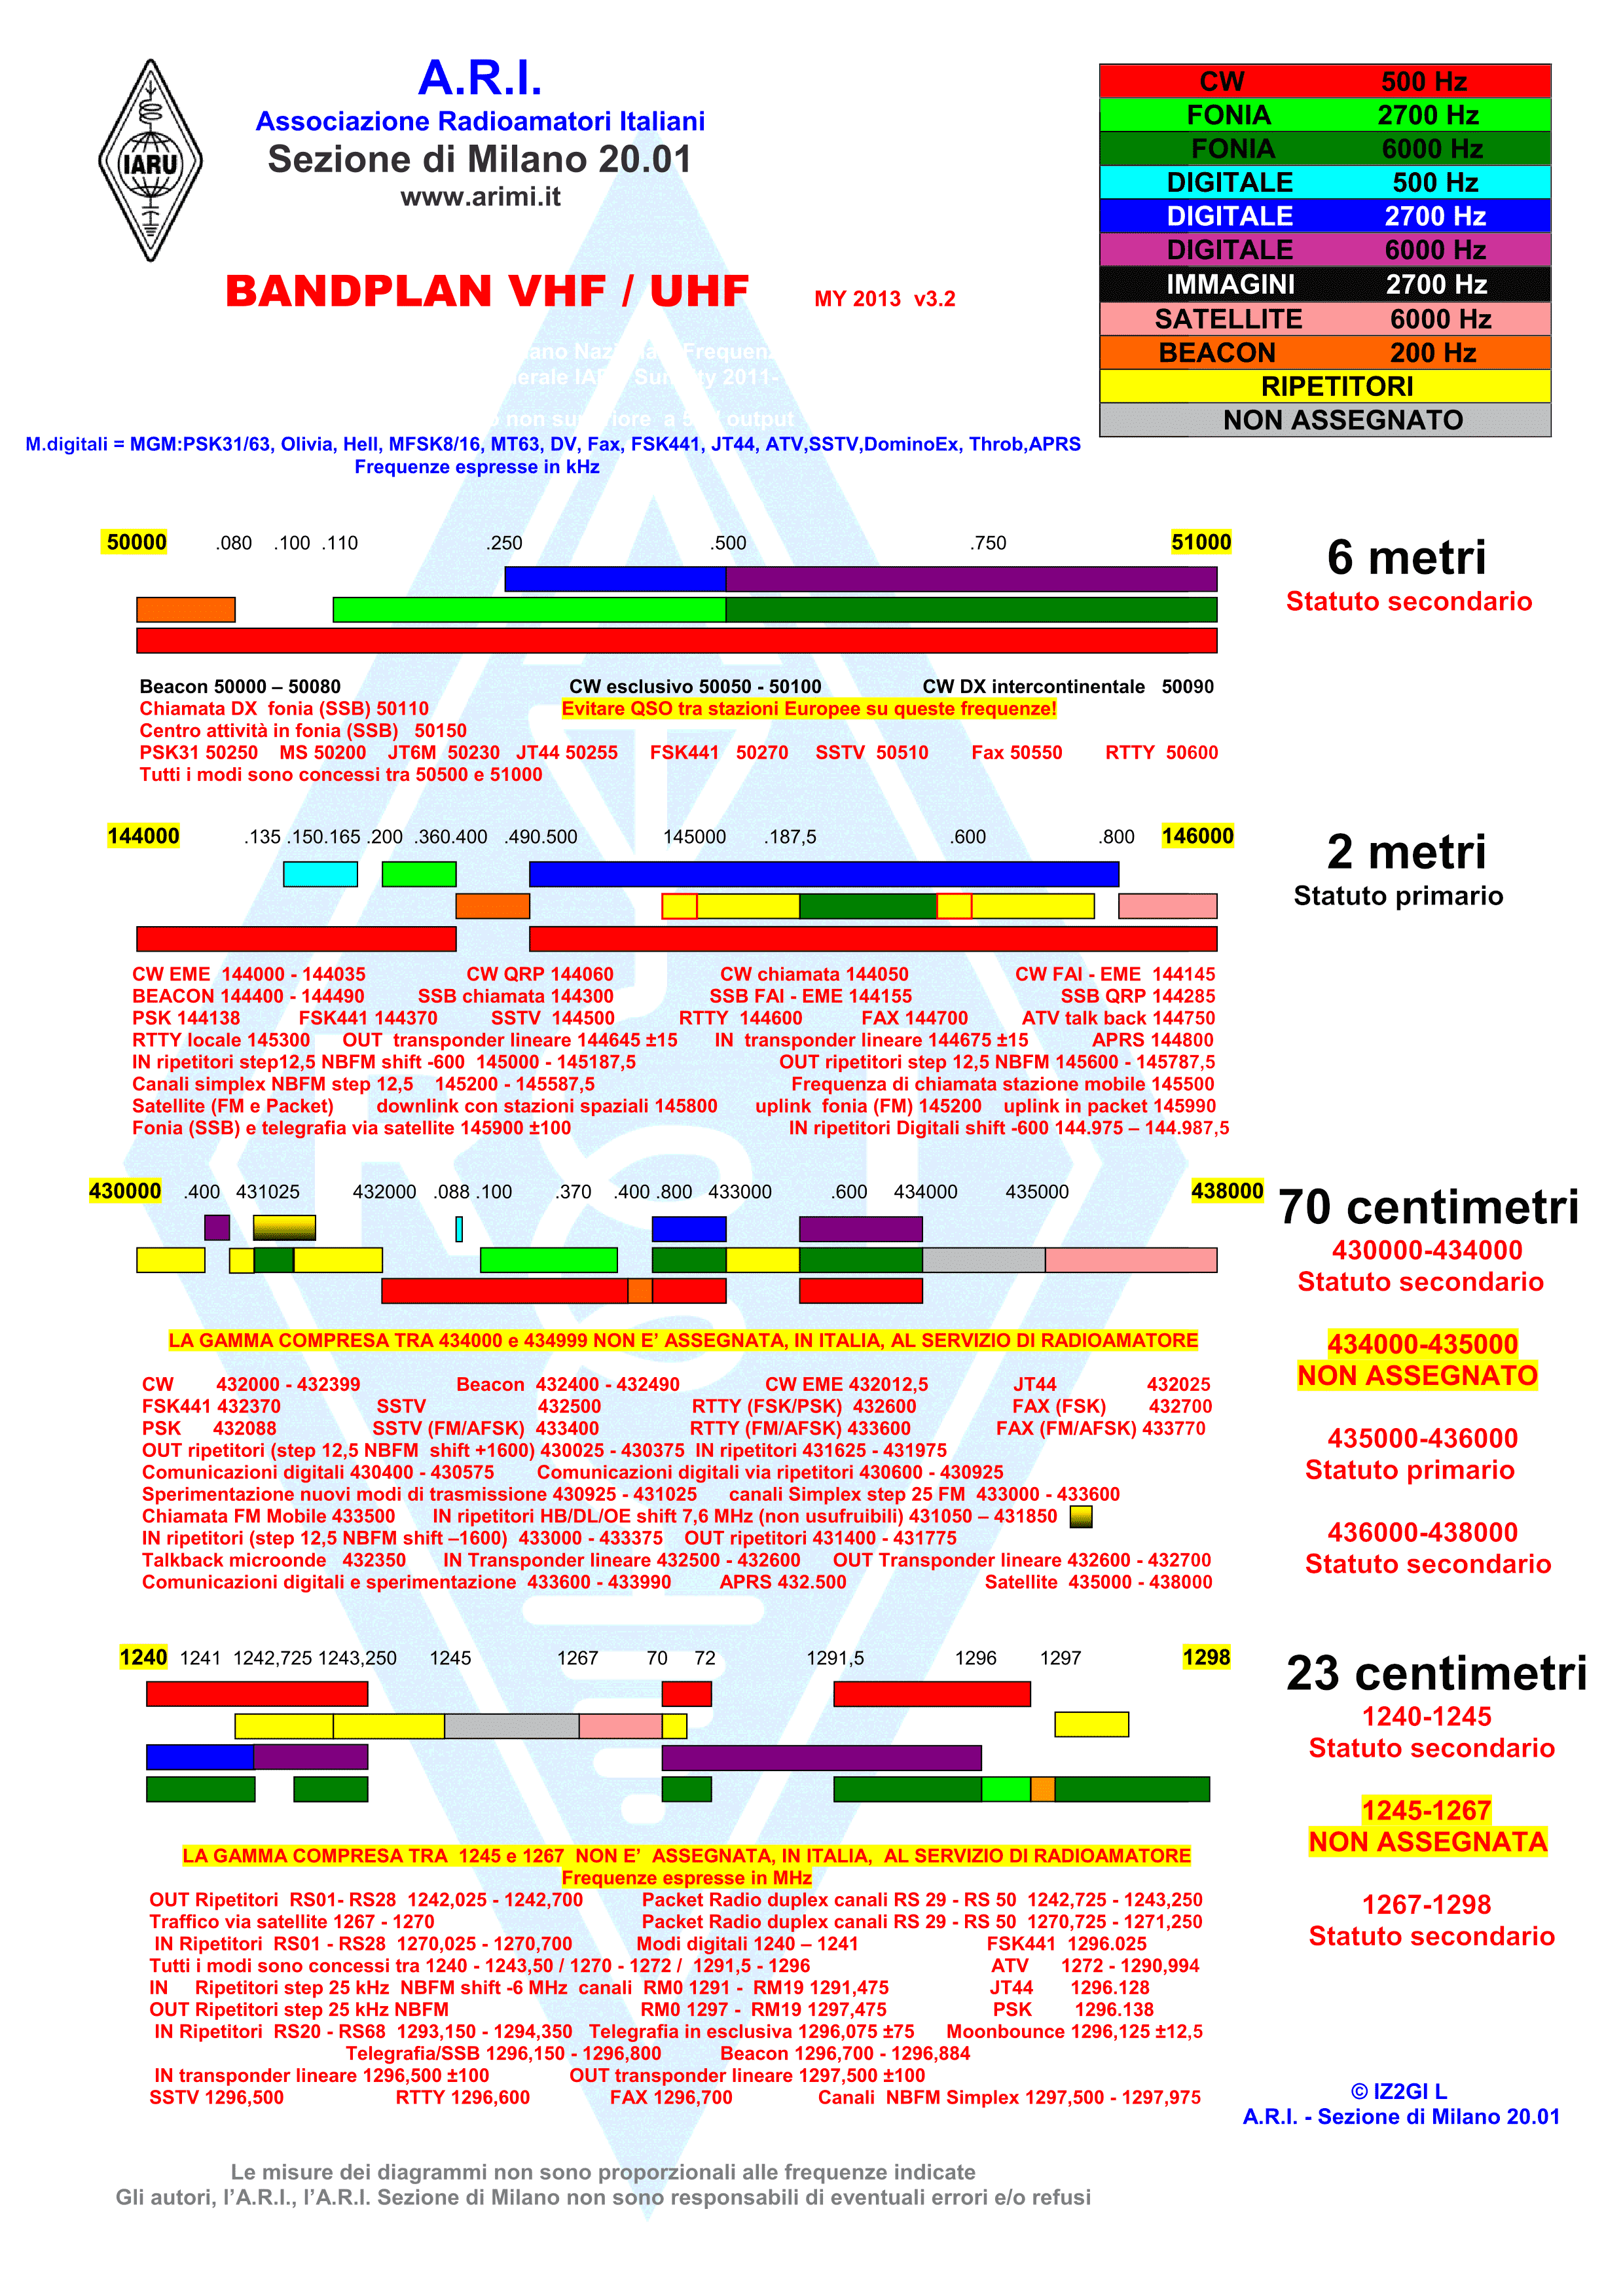 A.R.I.
Associazione Radioamatori Italiani
Sezione di Milano 20.01
www.arimi.it
IARU
BANDPLAN VHF / UHF MY 2013 v3.2
CW 500 Hz
FONIA 2700 Hz
FONIA 6000 Hz
DIGITALE 500 Hz
DIGITALE 2700 Hz
DIGITALE 6000 Hz
IMMAGINI 2700 Hz
SATELLITE 6000 Hz
BEACON 200 Hz
RIPETITORI
NON ASSEGNATO
non superiore a output
M.digitali = MGM:PSK31/63, Olivia, Hell, MFSK8/16, MT63, DV, Fax, FSK441, JT44, ATV,SSTV,DominoEx, Throb,APRS
Frequenze espresse in kHz
50000 .080 .100 .110 .250 .500 .750 51000
6 metri
Statuto secondario
Beacon 50000 – 50080 CW esclusivo 50050 - 50100 CW DX intercontinentale 50090
Chiamata DX fonia (SSB) 50110 Evitare QSO tra stazioni Europee su queste frequenze!
Centro attività in fonia (SSB) 50150
PSK31 50250 MS 50200 JT6M 50230 JT44 50255 FSK441 50270 SSTV 50510 Fax 50550 RTTY 50600
Tutti i modi sono concessi tra 50500 e 51000
144000 .135 .150.165 .200 .360.400 .490.500 145000 .187,5 .600 .800 146000
2 metri
Statuto primario
CW EME 144000 - 144035 CW QRP 144060 CW chiamata 144050 CW FAI - EME 144145
BEACON 144400 - 144490 SSB chiamata 144300 SSB FAI - EME 144155 SSB QRP 144285
PSK 144138 FSK441 144370 SSTV 144500 RTTY 144600 FAX 144700 ATV talk back 144750
RTTY locale 145300 OUT transponder lineare 144645 ±15 IN transponder lineare 144675 ±15 APRS 144800
IN ripetitori step12,5 NBFM shift -600 145000 - 145187,5 OUT ripetitori step 12,5 NBFM 145600 - 145787,5
Canali simplex NBFM step 12,5 145200 - 145587,5 Frequenza di chiamata stazione mobile 145500
Satellite (FM e Packet) downlink con stazioni spaziali 145800 uplink fonia (FM) 145200 uplink in packet 145990
Fonia (SSB) e telegrafia via satellite 145900 ±100 IN ripetitori Digitali shift -600 144.975 – 144.987,5
430000 .400 431025 432000 .088 .100 .370 .400 .800 433000 .600 434000 435000 438000
70 centimetri
430000-434000
Statuto secondario
434000-435000
NON ASSEGNATO
435000-436000
Statuto primario
436000-438000
Statuto secondario
LA GAMMA COMPRESA TRA 434000 e 434999 NON E’ ASSEGNATA, IN ITALIA, AL SERVIZIO DI RADIOAMATORE
CW 432000 - 432399 Beacon 432400 - 432490 CW EME 432012,5 JT44 432025
FSK441 432370 SSTV 432500 RTTY (FSK/PSK) 432600 FAX (FSK) 432700
PSK 432088 SSTV (FM/AFSK) 433400 RTTY (FM/AFSK) 433600 FAX (FM/AFSK) 433770
OUT ripetitori (step 12,5 NBFM shift +1600) 430025 - 430375 IN ripetitori 431625 - 431975
Comunicazioni digitali 430400 - 430575 Comunicazioni digitali via ripetitori 430600 - 430925
Sperimentazione nuovi modi di trasmissione 430925 - 431025 canali Simplex step 25 FM 433000 - 433600
Chiamata FM Mobile 433500 IN ripetitori HB/DL/OE shift 7,6 MHz (non usufruibili) 431050 – 431850
IN ripetitori (step 12,5 NBFM shift –1600) 433000 - 433375 OUT ripetitori 431400 - 431775
Talkback microonde 432350 IN Transponder lineare 432500 - 432600 OUT Transponder lineare 432600 - 432700
Comunicazioni digitali e sperimentazione 433600 - 433990 APRS 432.500 Satellite 435000 - 438000
1240 1241 1242,725 1243,250 1245 1267 70 72 1291,5 1296 1297 1298
23 centimetri
1240-1245
Statuto secondario
1245-1267
NON ASSEGNATA
1267-1298
Statuto secondario
LA GAMMA COMPRESA TRA 1245 e 1267 NON E’ ASSEGNATA, IN ITALIA, AL SERVIZIO DI RADIOAMATORE
Frequenze espresse in MHz
OUT Ripetitori RS01- RS28 1242,025 - 1242,700 Packet Radio duplex canali RS 29 - RS 50 1242,725 - 1243,250
Traffico via satellite 1267 - 1270 Packet Radio duplex canali RS 29 - RS 50 1270,725 - 1271,250
IN Ripetitori RS01 - RS28 1270,025 - 1270,700 Modi digitali 1240 – 1241 FSK441 1296.025
Tutti i modi sono concessi tra 1240 - 1243,50 / 1270 - 1272 / 1291,5 - 1296 ATV 1272 - 1290,994
IN Ripetitori step 25 kHz NBFM shift -6 MHz canali RM0 1291 - RM19 1291,475 JT44 1296.128
OUT Ripetitori step 25 kHz NBFM RM0 1297 - RM19 1297,475 PSK 1296.138
IN Ripetitori RS20 - RS68 1293,150 - 1294,350 Telegrafia in esclusiva 1296,075 ±75 Moonbounce 1296,125 ±12,5
Telegrafia/SSB 1296,150 - 1296,800 Beacon 1296,700 - 1296,884
IN transponder lineare 1296,500 ±100 OUT transponder lineare 1297,500 ±100
SSTV 1296,500 RTTY 1296,600 FAX 1296,700 Canali NBFM Simplex 1297,500 - 1297,975
© IZ2GI L
A.R.I. - Sezione di Milano 20.01
Le misure dei diagrammi non sono proporzionali alle frequenze indicate
Gli autori, l’A.R.I., l’A.R.I. Sezione di Milano non sono responsabili di eventuali errori e/o refusi